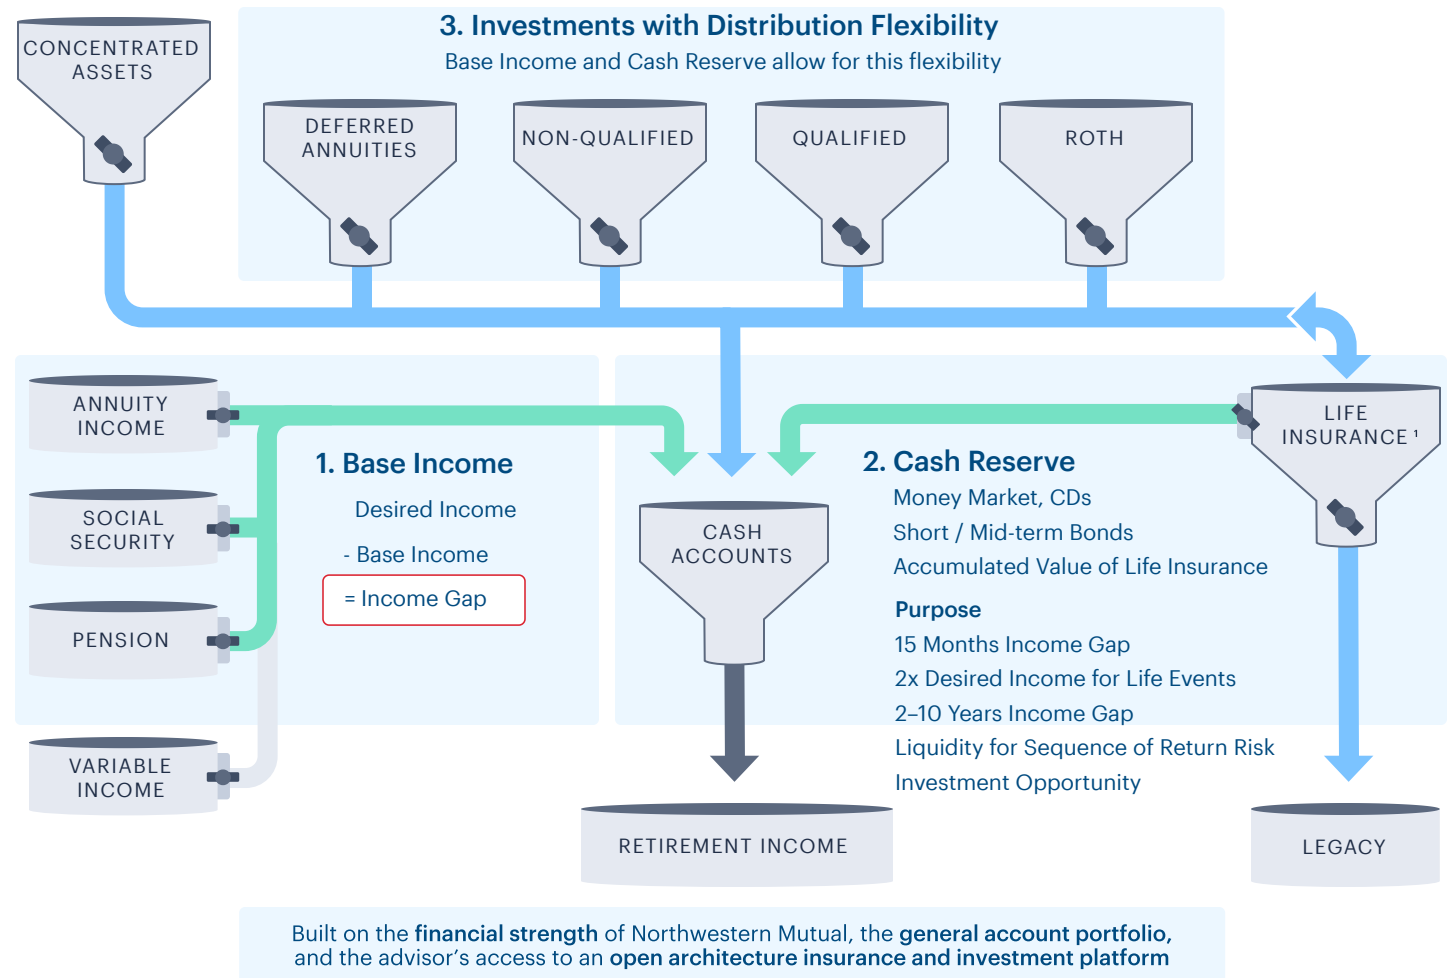 CONCENTRATED
ASSETS
3. Investments with Distribution Flexibility
Base Income and Cash Reserve allow for this flexibility
DEFERRED
ANNUITIES
NON-QUALIFIED
QUALIFIED
ROTH
ANNUITY
INCOME
SOCIAL
SECURITY
PENSION
VARIABLE
INCOME
1. Base Income
Desired Income
- Base Income
= Income Gap
CASH
ACCOUNTS
2. Cash Reserve
Money Market, CDs
Short / Mid-term Bonds
Accumulated Value of Life Insurance
Purpose
15 Months Income Gap
2x Desired Income for Life Events
2–10 Years Income Gap
Liquidity for Sequence of Return Risk
Investment Opportunity
LIFE
INSURANCE ¹
RETIREMENT INCOME
LEGACY
Built on the financial strength of Northwestern Mutual, the general account portfolio,
and the advisor’s access to an open architecture insurance and investment platform